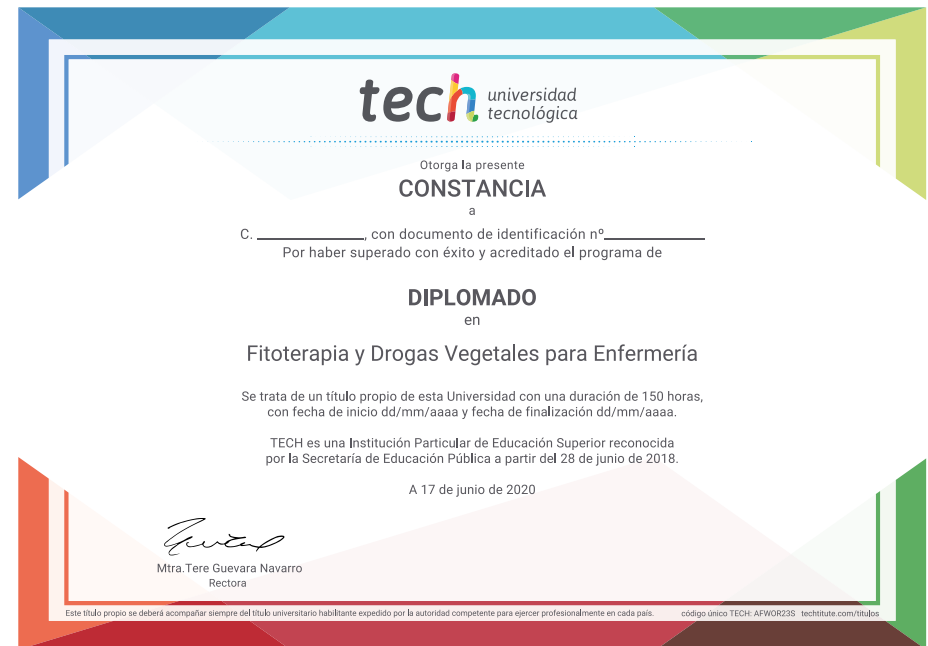 tech universidad
tecnológica
Otorga la presente
CONSTANCIA
a
C. ______________, con documento de identificación nº______________
Por haber superado con éxito y acreditado el programa de
DIPLOMADO
en
Fitoterapia y Drogas Vegetales para Enfermería
Se trata de un título propio de esta Universidad con una duración de 150 horas,
con fecha de inicio dd/mm/aaaa y fecha de finalización dd/mm/aaaa.
TECH es una Institución Particular de Educación Superior reconocida
por la Secretaría de Educación Pública a partir del 28 de junio de 2018.
A 17 de junio de 2020
Mtra.Tere Guevara Navarro
Rectora
Este título propio se deberá acompañar siempre del título universitario habilitante expedido por la autoridad competente para ejercer profesionalmente en cada país. código único TECH: AFWOR23S techtitute.com/títulos